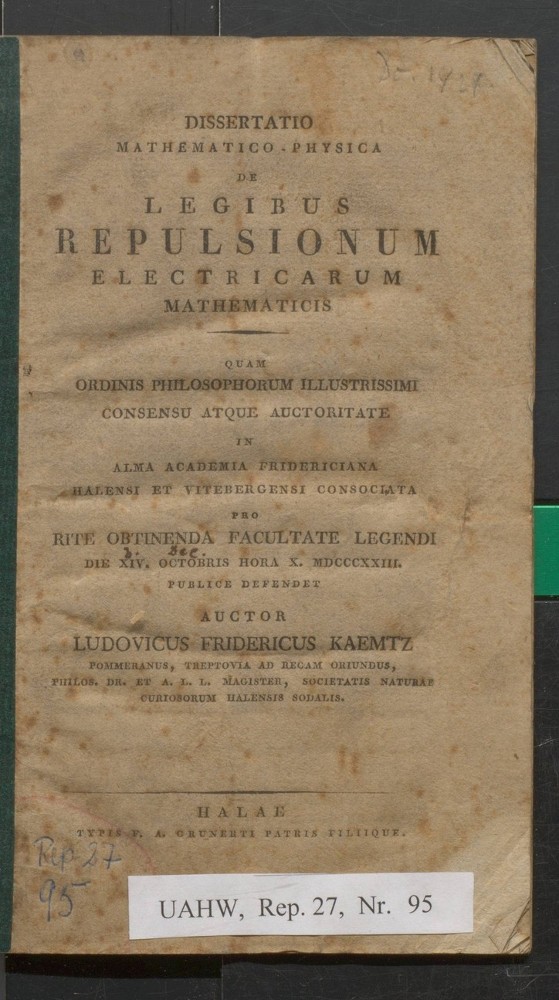 DISSERTATIO
MATHEMATICO-PHYSICA
DE
LEGIBUS
REPULSIONUM
ELECTRICARUM
MATHEMATICIS
QUAM
ORDINIS PHILOSOPHORUM ILLUSTRISSIMI
CONSENSU ATQUE AUCTORITATE
IN
ALMA ACADEMIA FRIDERICIANA
HALENSI ET VITEBERGENSI CONSOCIATA
PRO
RITE OBTINENDA FACULTATE LEGENDI
Dec.
DIE XIV. OCTOBRIS HORA X. MDCCCXXIII.
PUBLICE DEFENDET
AUCTOR
LUDOVICUS FRIDERICUS KAEMTZ
POMMERANUS, TREPTOVIA AD REGAM ORIUNDUS,
PHILOS. DR. ET A. L. L. MAGISTER, SOCIETATIS NATURAE
CURIOSORUM HALENSIS SODALIS.
HALAE
TYPIS F. A. GRUNERTI PATRIS FILIIQUE.
Rep. 27
95
UAHW, Rep. 27, Nr. 95